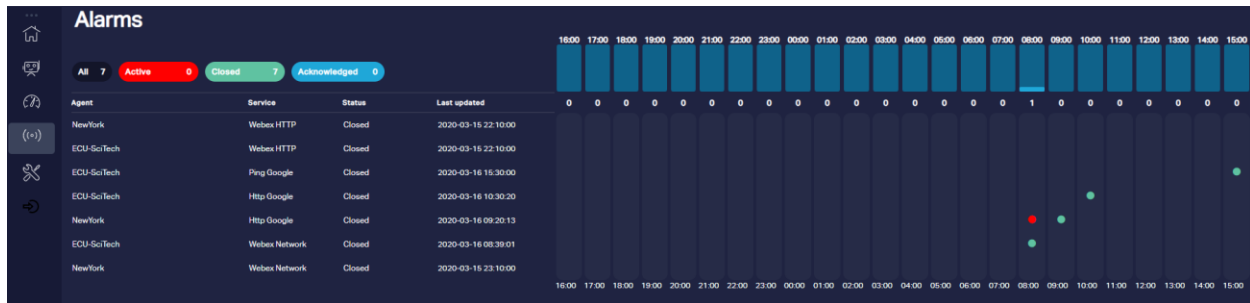 Alarms
16:00 17:00 18:00 19:00 20:00 21:00 22:00 23:00 00:00 01:00 02:00 03:00 04:00 05:00 06:00 07:00 08:00 09:00 10:00 11:00 12:00 13:00 14:00 15:00
All 7 Active 0 Closed 7 Acknowledged 0
Agent Service Status Last updated 0 0 0 0 0 0 0 0 0 0 0 0 0 0 0 0 1 0 0 0 0 0 0 0
NewYork Webex HTTP Closed 2020-03-15 22:10:00
ECU-SciTech Webex HTTP Closed 2020-03-15 22:10:00
ECU-SciTech Ping Google Closed 2020-03-16 15:30:00
ECU-SciTech Http Google Closed 2020-03-16 10:30:20
NewYork Http Google Closed 2020-03-16 09:20:13
ECU-SciTech Webex Network Closed 2020-03-16 08:39:01
NewYork Webex Network Closed 2020-03-15 23:10:00
16:00 17:00 18:00 19:00 20:00 21:00 22:00 23:00 00:00 01:00 02:00 03:00 04:00 05:00 06:00 07:00 08:00 09:00 10:00 11:00 12:00 13:00 14:00 15:00